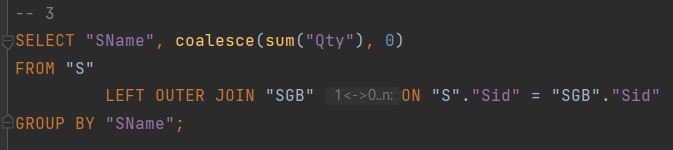 -- 3
SELECT "SName", coalesce(sum("Qty"), 0)
FROM "S"
LEFT OUTER JOIN "SGB" 1<->0..n: ON "S"."Sid" = "SGB"."Sid"
GROUP BY "SName";